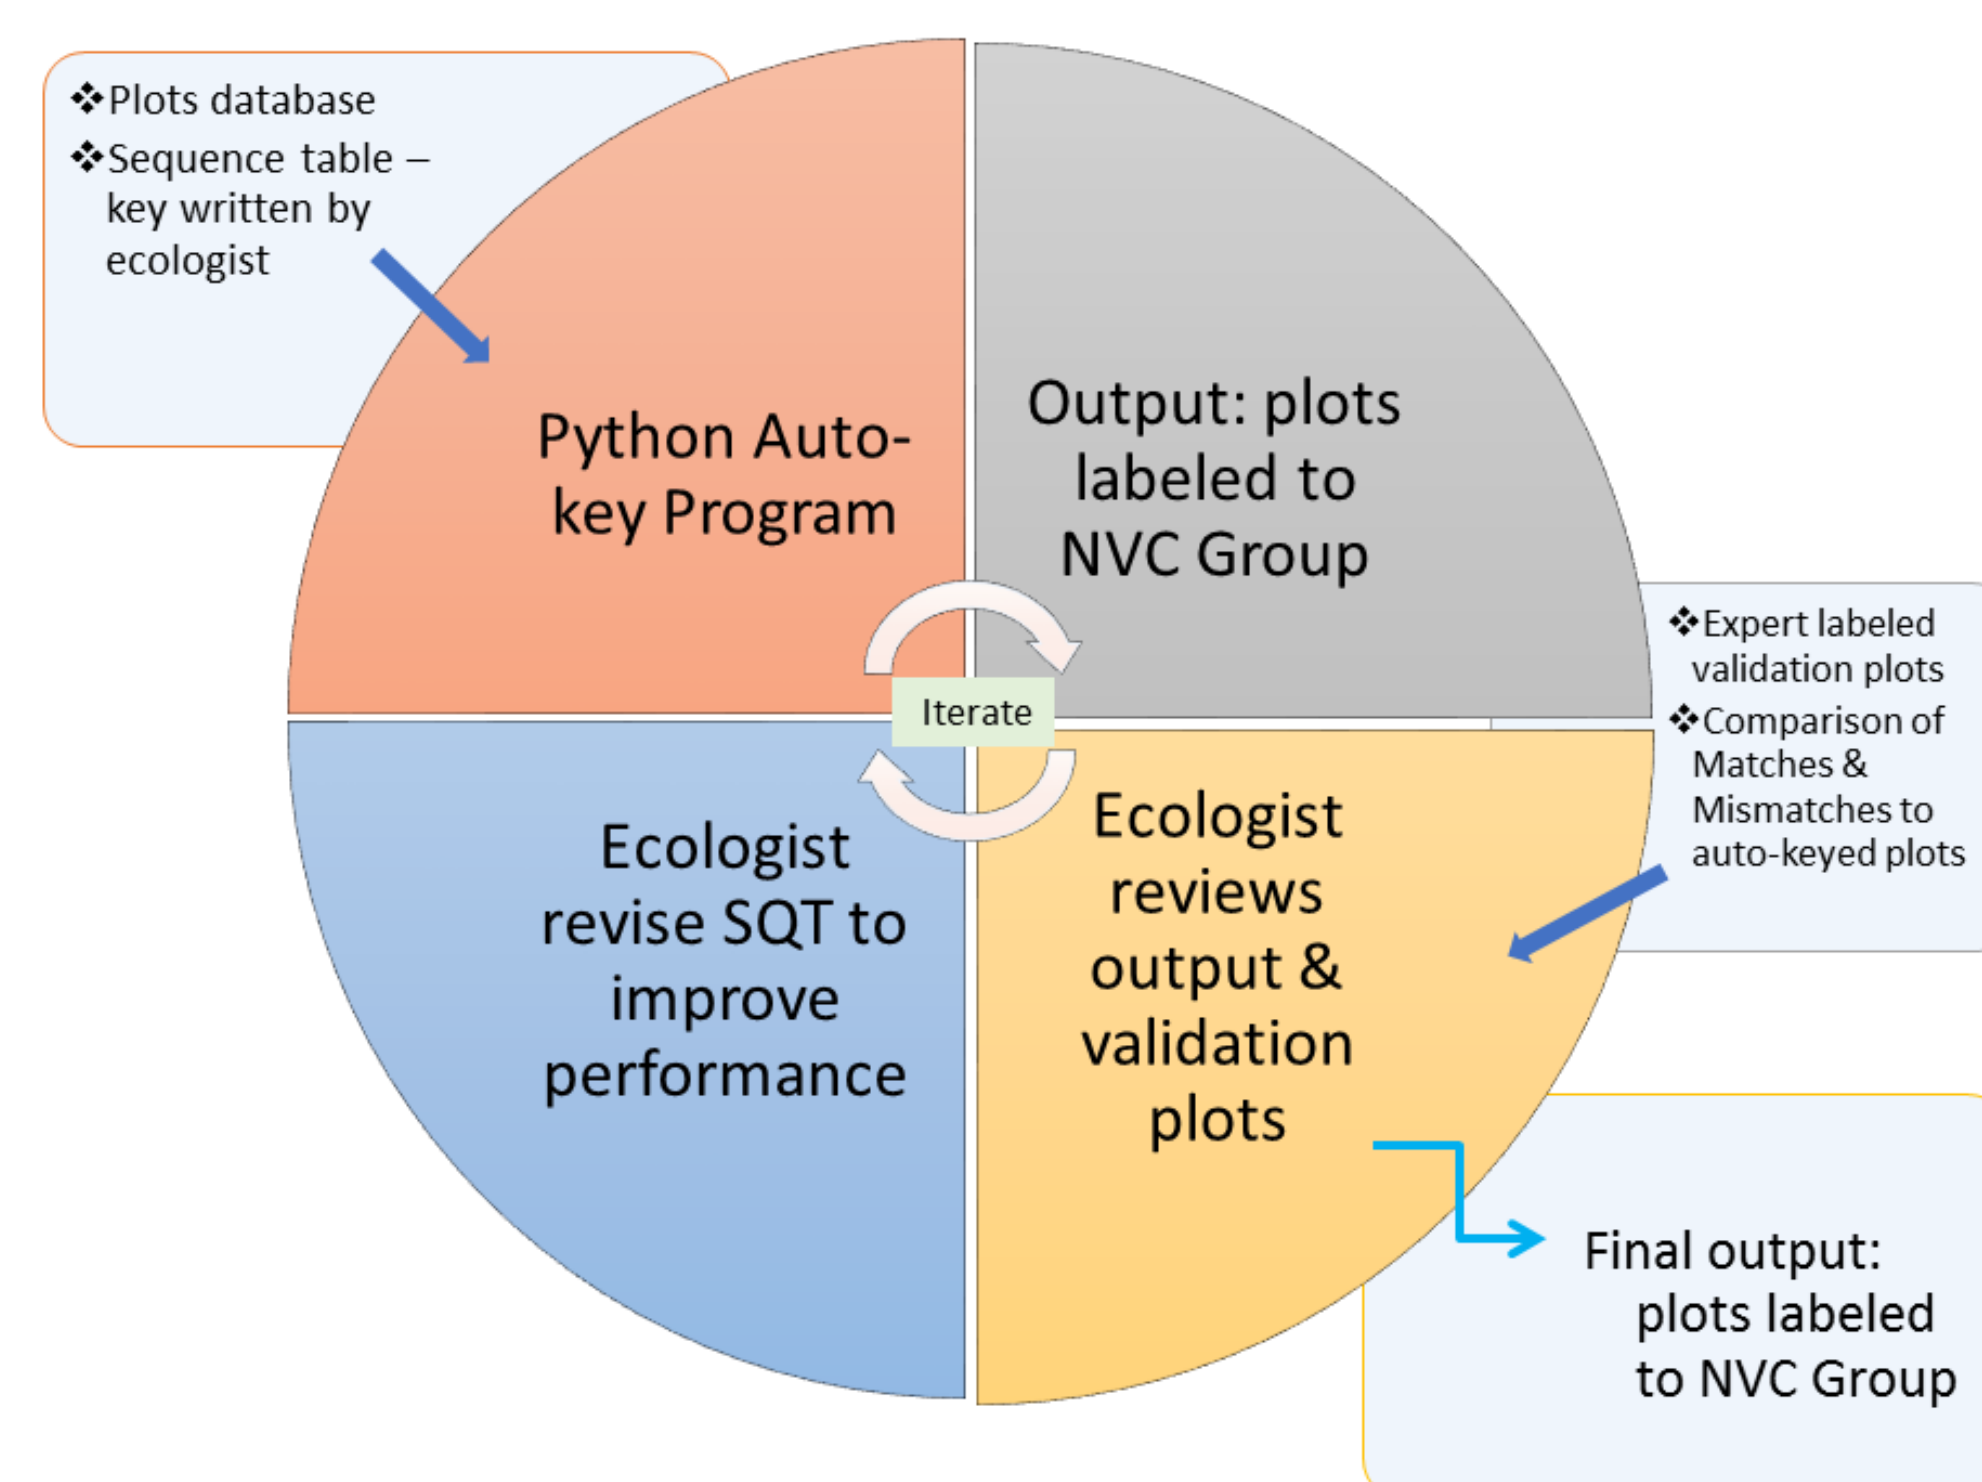 ❖Plots database
❖Sequence table –
key written by
ecologist
Python Auto-
key Program
Output: plots
labeled to
NVC Group
❖Expert labeled
validation plots
❖Comparison of
Matches &
Mismatches to
auto-keyed plots
Iterate
Ecologist
revise SQT to
improve
performance
Ecologist
reviews
output &
validation
plots
Final output:
plots labeled
to NVC Group